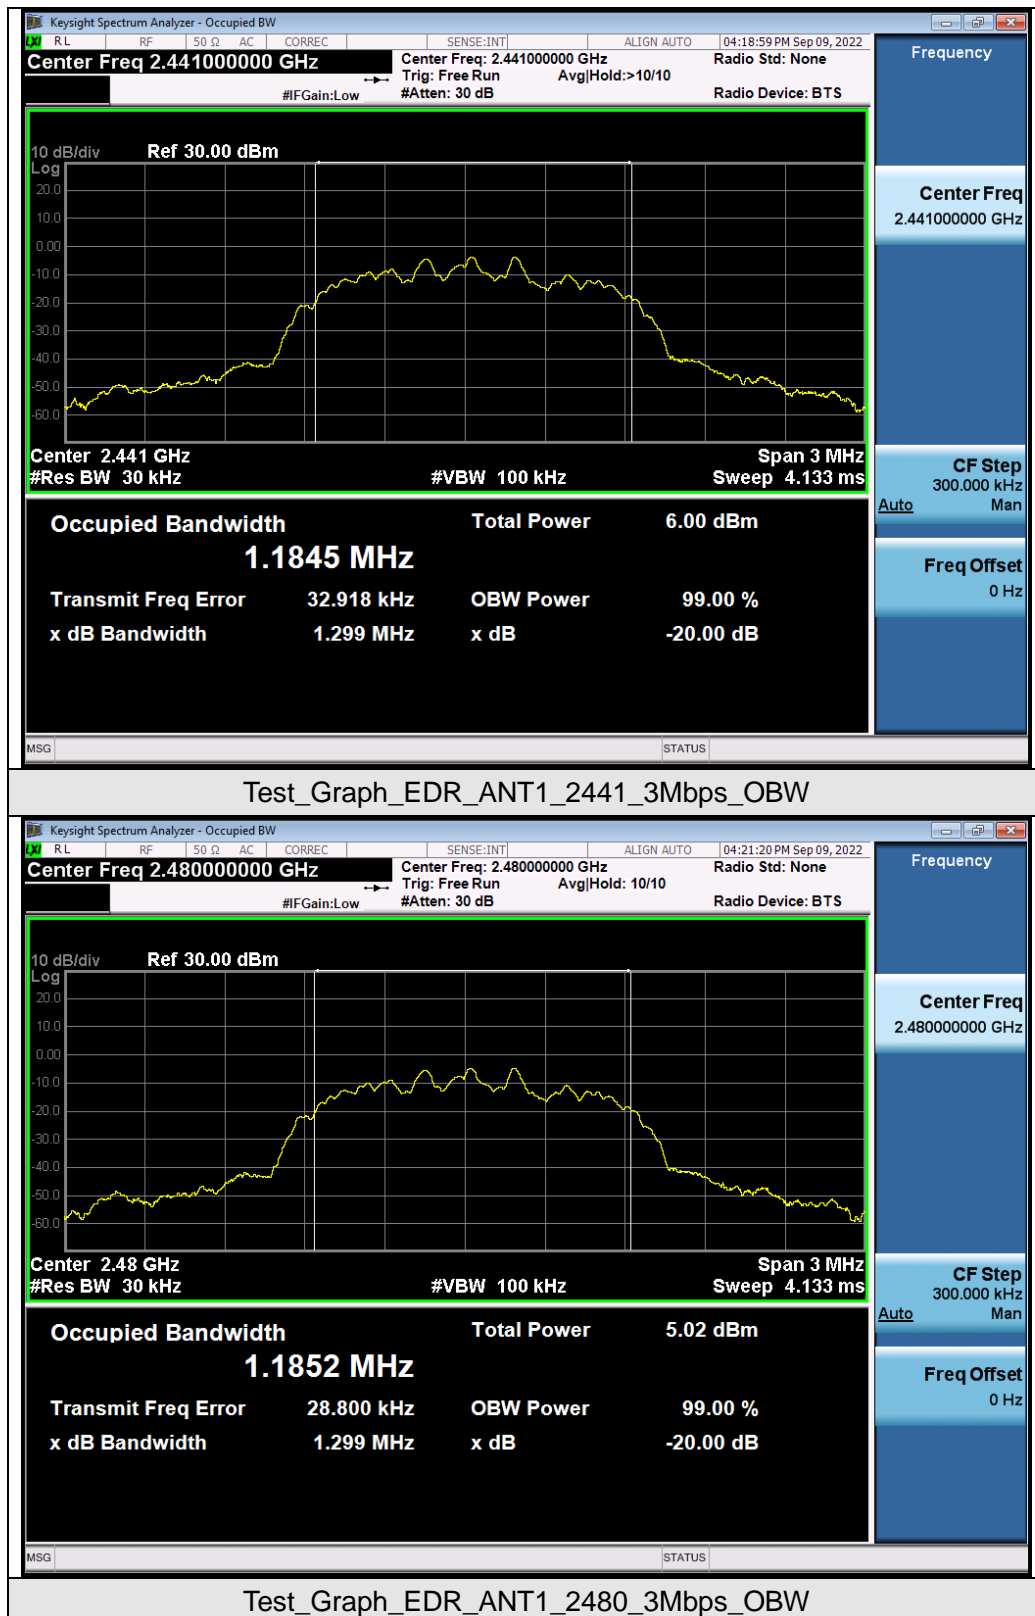 Keysight Spectrum Analyzer - Occupied BW
LXI RL RF 50 Ω AC CORREC SENSE:INT ALIGN AUTO 04:18:59 PM Sep 09, 2022
Center Freq 2.441000000 GHz
Center Freq: 2.441000000 GHz Radio Std: None
Trig: Free Run Avg|Hold:>10/10
#IFGain:Low #Atten: 30 dB Radio Device: BTS
Frequency
10 dB/div Ref 30.00 dBm
Log
20.0
10.0
0.00
-10.0
-20.0
-30.0
-40.0
-50.0
-60.0
Center 2.441 GHz Span 3 MHz
#Res BW 30 kHz #VBW 100 kHz Sweep 4.133 ms
Center Freq
2.441000000 GHz
CF Step
300.000 kHz
Auto Man
Freq Offset
0 Hz
Occupied Bandwidth Total Power 6.00 dBm
1.1845 MHz
Transmit Freq Error 32.918 kHz OBW Power 99.00 %
x dB Bandwidth 1.299 MHz x dB -20.00 dB
MSG STATUS
Test_Graph_EDR_ANT1_2441_3Mbps_OBW
Keysight Spectrum Analyzer - Occupied BW
LXI RL RF 50 Ω AC CORREC SENSE:INT ALIGN AUTO 04:21:20 PM Sep 09, 2022
Center Freq 2.480000000 GHz
Center Freq: 2.480000000 GHz Radio Std: None
Trig: Free Run Avg|Hold: 10/10
#IFGain:Low #Atten: 30 dB Radio Device: BTS
Frequency
10 dB/div Ref 30.00 dBm
Log
20.0
10.0
0.00
-10.0
-20.0
-30.0
-40.0
-50.0
-60.0
Center 2.48 GHz Span 3 MHz
#Res BW 30 kHz #VBW 100 kHz Sweep 4.133 ms
Center Freq
2.480000000 GHz
CF Step
300.000 kHz
Auto Man
Freq Offset
0 Hz
Occupied Bandwidth Total Power 5.02 dBm
1.1852 MHz
Transmit Freq Error 28.800 kHz OBW Power 99.00 %
x dB Bandwidth 1.299 MHz x dB -20.00 dB
MSG STATUS
Test_Graph_EDR_ANT1_2480_3Mbps_OBW